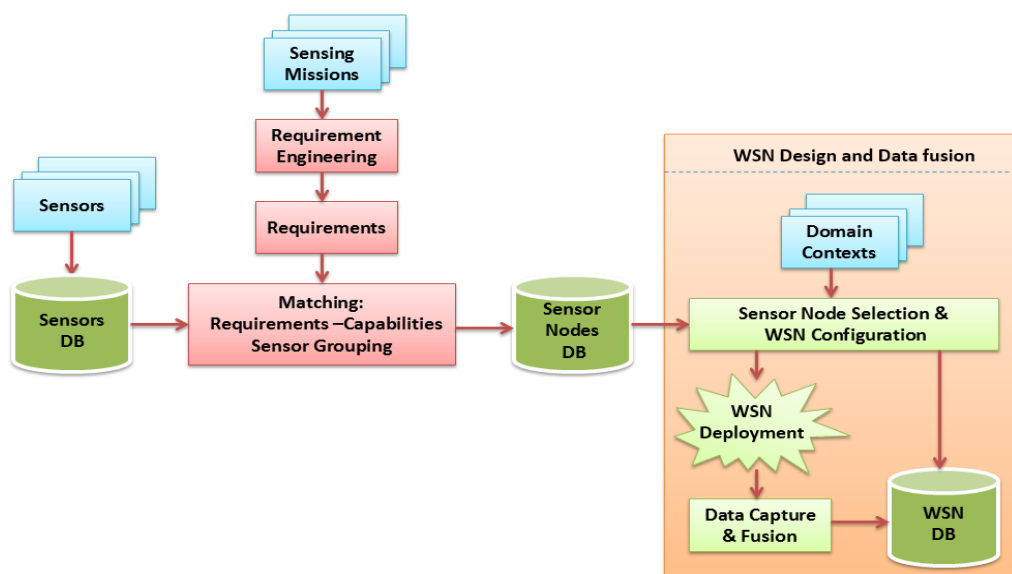 Sensing
Missions
Requirement
Engineering
WSN Design and Data fusion
Sensors
Requirements
Domain
Contexts
Sensors
DB
Matching:
Requirements –Capabilities
Sensor Grouping
Sensor
Nodes
DB
Sensor Node Selection &
WSN Configuration
WSN
Deployment
Data Capture
& Fusion
WSN
DB